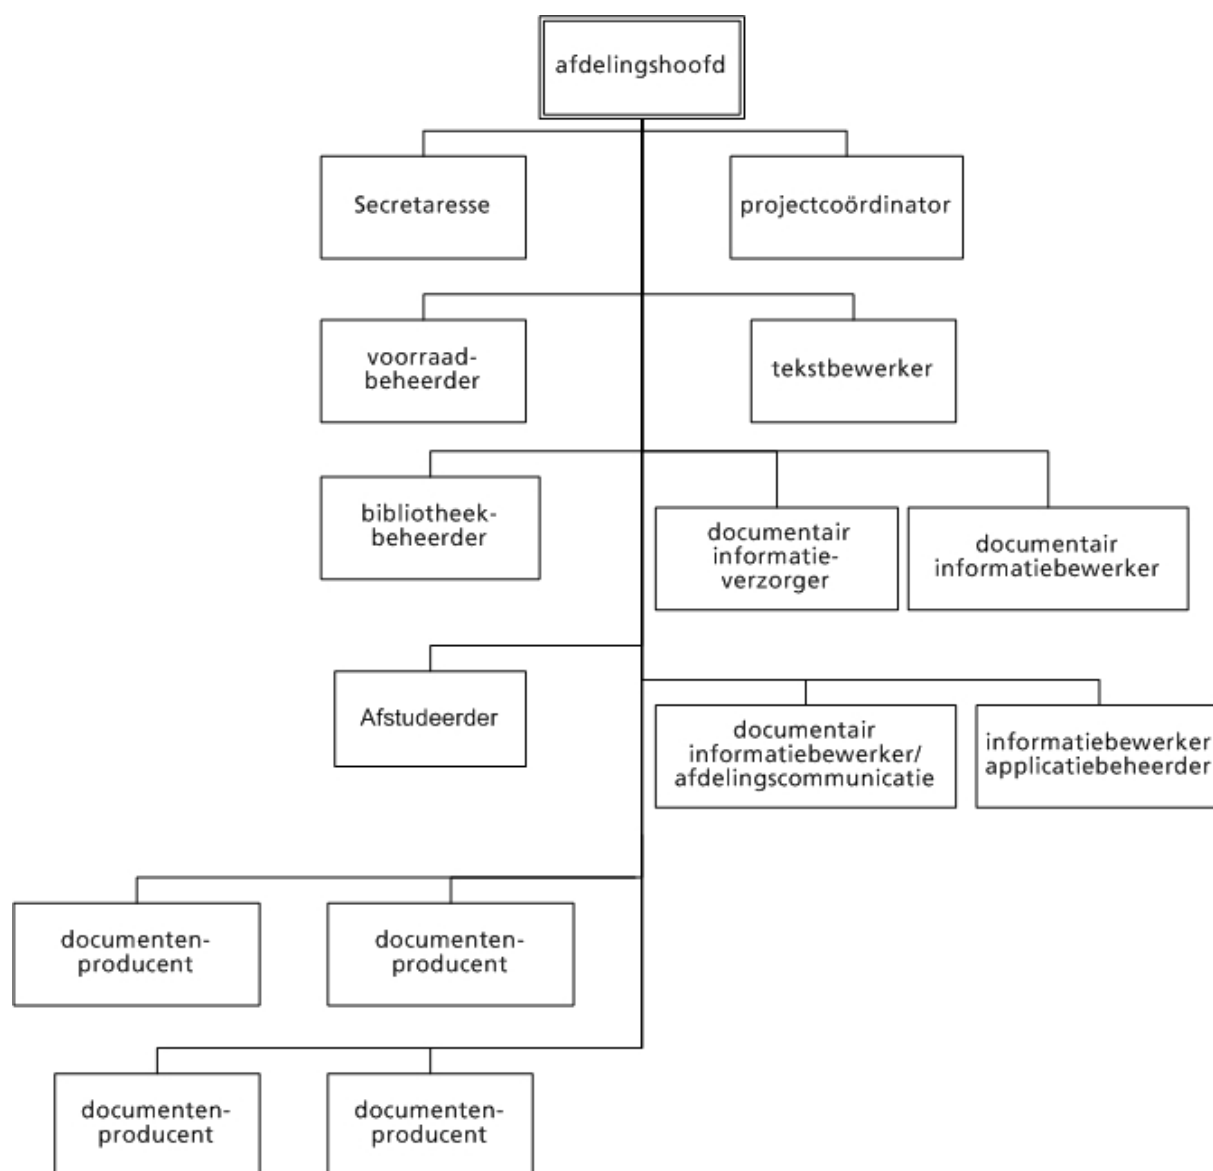 afdelingshoofd
Secretaresse
projectcoördinator
voorraad-
beheerder
tekstbewerker
bibliotheek-
beheerder
documentair
informatie-
verzorger
documentair
informatiebewerker
Afstudeerder
documentair
informatiebewerker/
afdelingscommunicatie
informatiebewerker
applicatiebeheerder
documenten-
producent
documenten-
producent
documenten-
producent
documenten-
producent